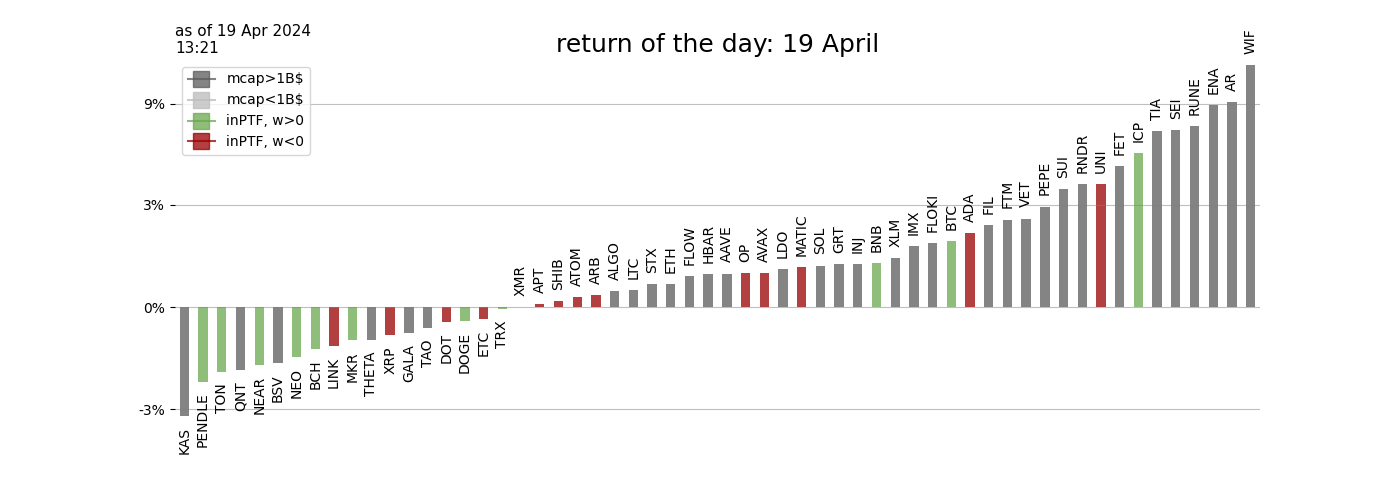 as of 19 Apr 2024
13:21
return of the day: 19 April
mcap>1B$
mcap<1B$
inPTF, w>0
inPTF, w<0
9%
3%
0%
-3%
KAS
PENDLE
TON
QNT
NEAR
BSV
NEO
BCH
LINK
MKR
THETA
XRP
GALA
TAO
DOT
DOGE
ETC
TRX
XMR
APT
SHIB
ATOM
ARB
ALGO
LTC
STX
ETH
FLOW
HBAR
AAVE
OP
AVAX
LDO
MATIC
SOL
GRT
INJ
BNB
XLM
IMX
FLOKI
BTC
ADA
FIL
FTM
VET
PEPE
SUI
RNDR
UNI
FET
ICP
TIA
SEI
RUNE
ENA
AR
WIF